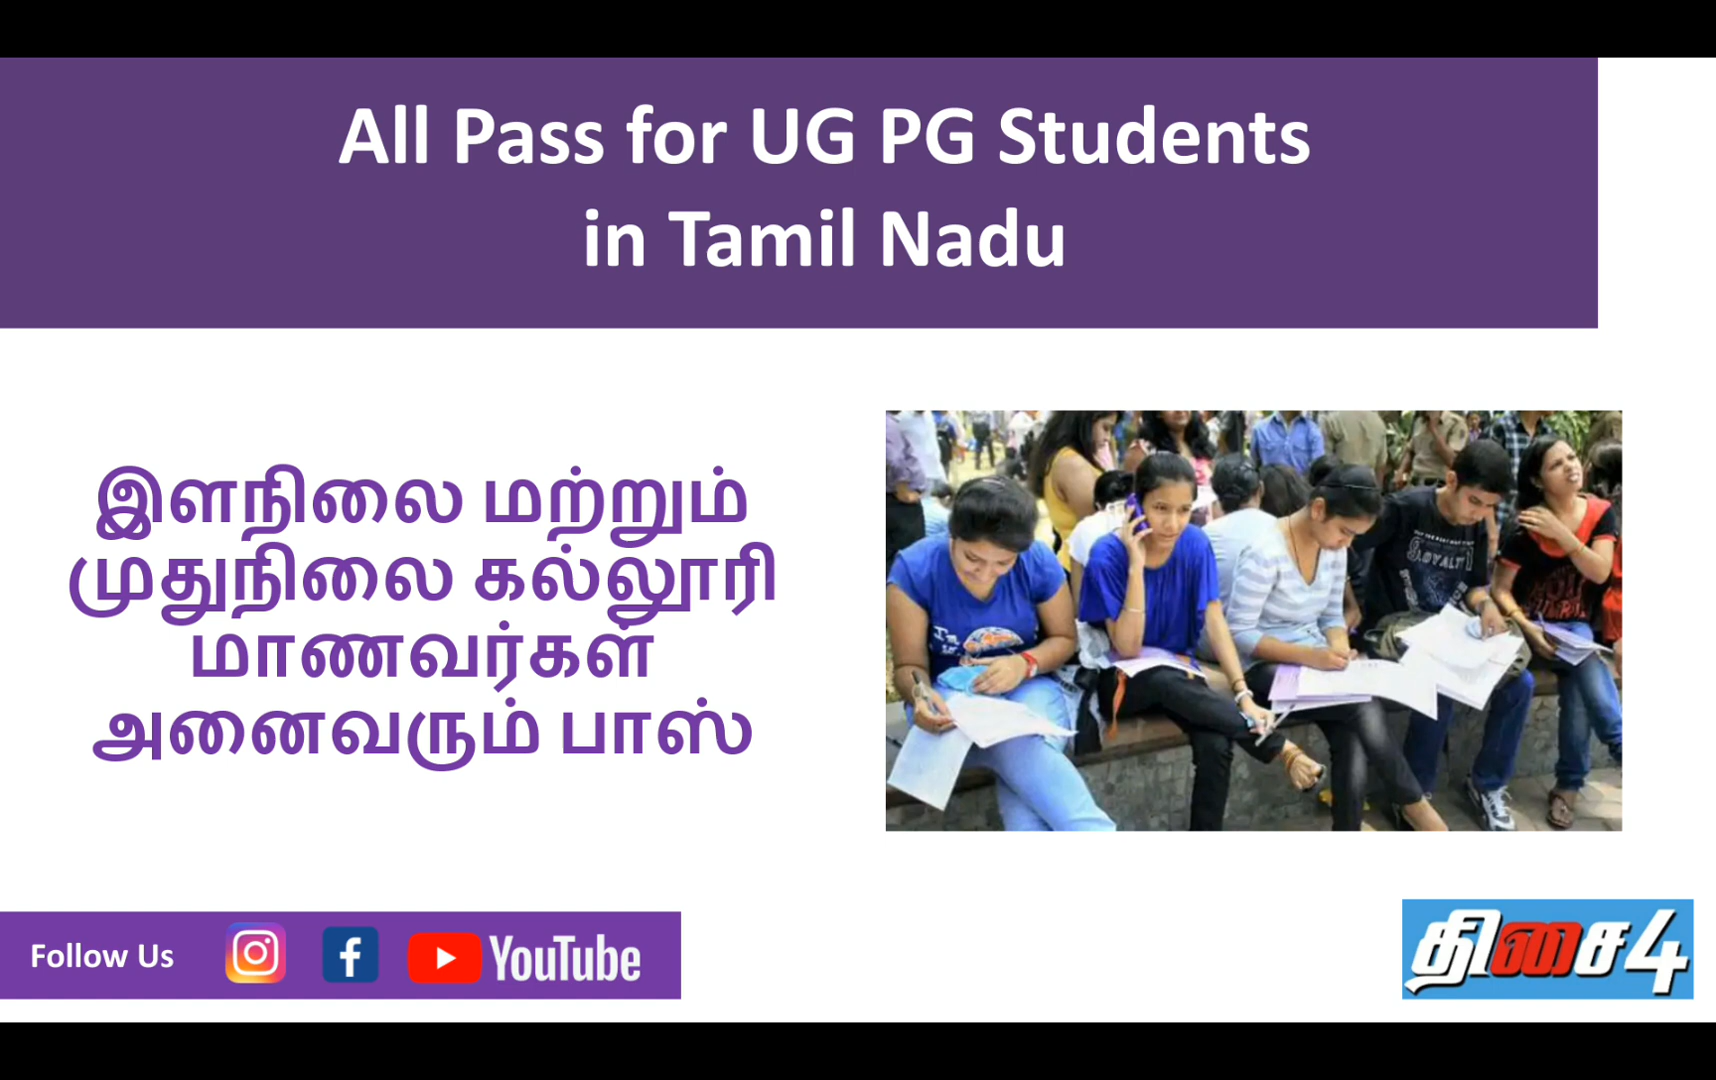 All Pass for UG PG Students
in Tamil Nadu
இளநிலை மற்றும்
முதுநிலை கல்லூரி
மாணவர்கள்
அனைவரும் பாஸ்
Follow Us
YouTube
திசை4